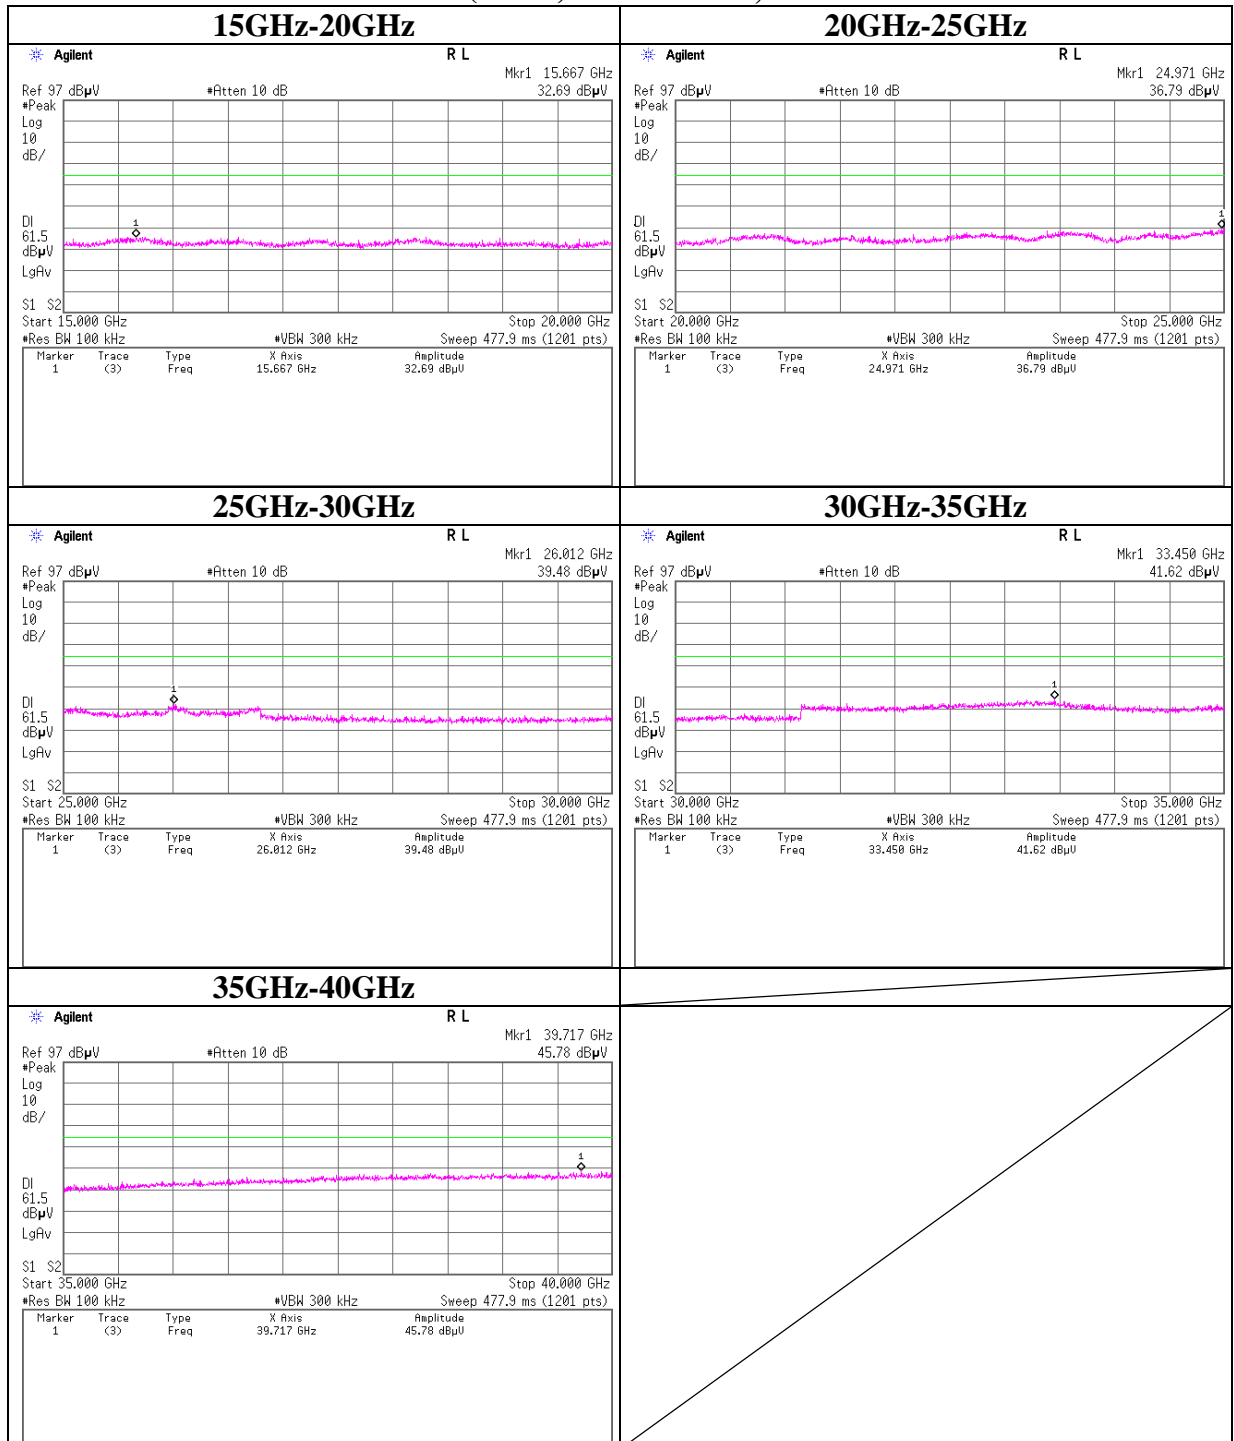 15GHz-20GHz
Agilent R L
Mkr1 15.667 GHz
Ref 97 dBµV #Atten 10 dB 32.69 dBµV
#Peak
Log
10
dB/
1
DI
61.5
dBµV
LgAv
S1 S2
Start 15.000 GHz Stop 20.000 GHz
#Res BW 100 kHz #VBW 300 kHz Sweep 477.9 ms (1201 pts)
Marker Trace Type X Axis Amplitude
1 (3) Freq 15.667 GHz 32.69 dBµV
20GHz-25GHz
Agilent R L
Mkr1 24.971 GHz
Ref 97 dBµV #Atten 10 dB 36.79 dBµV
#Peak
Log
10
dB/
1
DI
61.5
dBµV
LgAv
S1 S2
Start 20.000 GHz Stop 25.000 GHz
#Res BW 100 kHz #VBW 300 kHz Sweep 477.9 ms (1201 pts)
Marker Trace Type X Axis Amplitude
1 (3) Freq 24.971 GHz 36.79 dBµV
25GHz-30GHz
Agilent R L
Mkr1 26.012 GHz
Ref 97 dBµV #Atten 10 dB 39.48 dBµV
#Peak
Log
10
dB/
1
DI
61.5
dBµV
LgAv
S1 S2
Start 25.000 GHz Stop 30.000 GHz
#Res BW 100 kHz #VBW 300 kHz Sweep 477.9 ms (1201 pts)
Marker Trace Type X Axis Amplitude
1 (3) Freq 26.012 GHz 39.48 dBµV
30GHz-35GHz
Agilent R L
Mkr1 33.450 GHz
Ref 97 dBµV #Atten 10 dB 41.62 dBµV
#Peak
Log
10
dB/
1
DI
61.5
dBµV
LgAv
S1 S2
Start 30.000 GHz Stop 35.000 GHz
#Res BW 100 kHz #VBW 300 kHz Sweep 477.9 ms (1201 pts)
Marker Trace Type X Axis Amplitude
1 (3) Freq 33.450 GHz 41.62 dBµV
35GHz-40GHz
Agilent R L
Mkr1 39.717 GHz
Ref 97 dBµV #Atten 10 dB 45.78 dBµV
#Peak
Log
10
dB/
1
DI
61.5
dBµV
LgAv
S1 S2
Start 35.000 GHz Stop 40.000 GHz
#Res BW 100 kHz #VBW 300 kHz Sweep 477.9 ms (1201 pts)
Marker Trace Type X Axis Amplitude
1 (3) Freq 39.717 GHz 45.78 dBµV